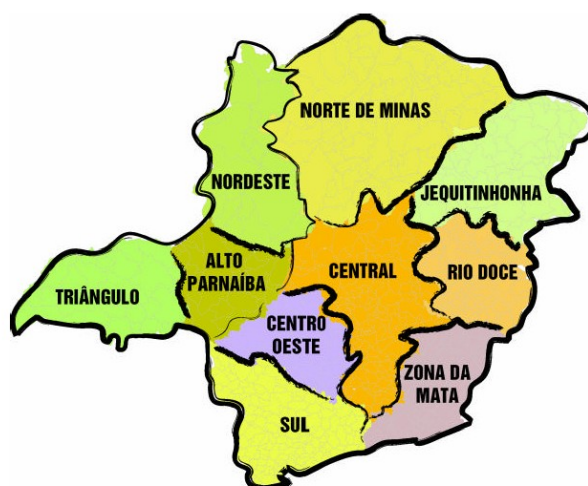 NORTE DE MINAS
NORDESTE
JEQUITINHONHA
ALTO
PARNAÍBA
CENTRAL
RIO DOCE
TRIÂNGULO
CENTRO
OESTE
ZONA DA
MATA
SUL